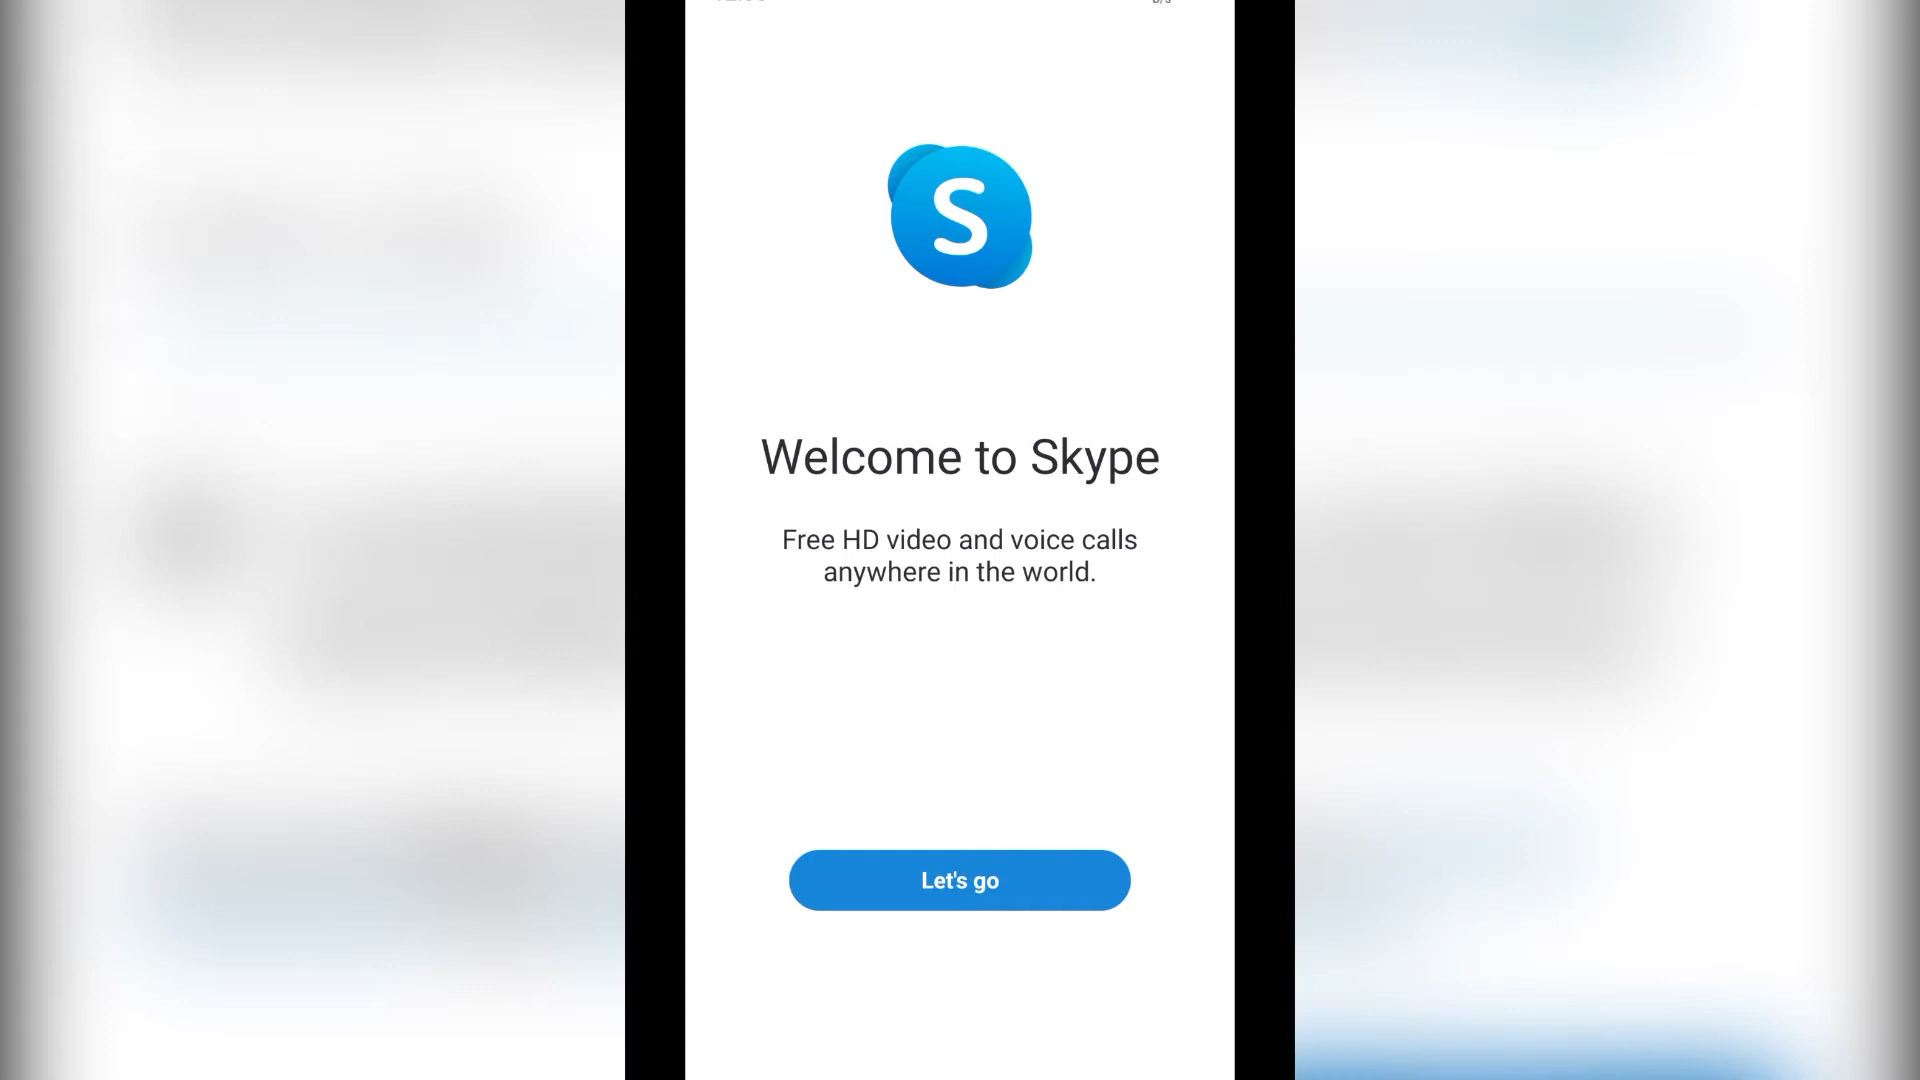 S
Welcome to Skype
Free HD video and voice calls
anywhere in the world.
Let's go